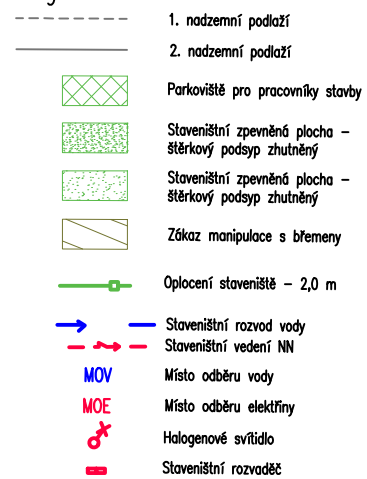 1. nadzemní podlaží
2. nadzemní podlaží
Parkoviště pro pracovníky stavby
Staveništní zpevněná plocha –
štěrkový podsyp zhutněný
Staveništní zpevněná plocha –
štěrkový podsyp zhutněný
Zákaz manipulace s břemeny
Oplocení staveniště – 2,0 m
Staveništní rozvod vody
Staveništní vedení NN
MOV Místo odběru vody
MOE Místo odběru elektřiny
Halogenové svítidlo
Staveništní rozvaděč